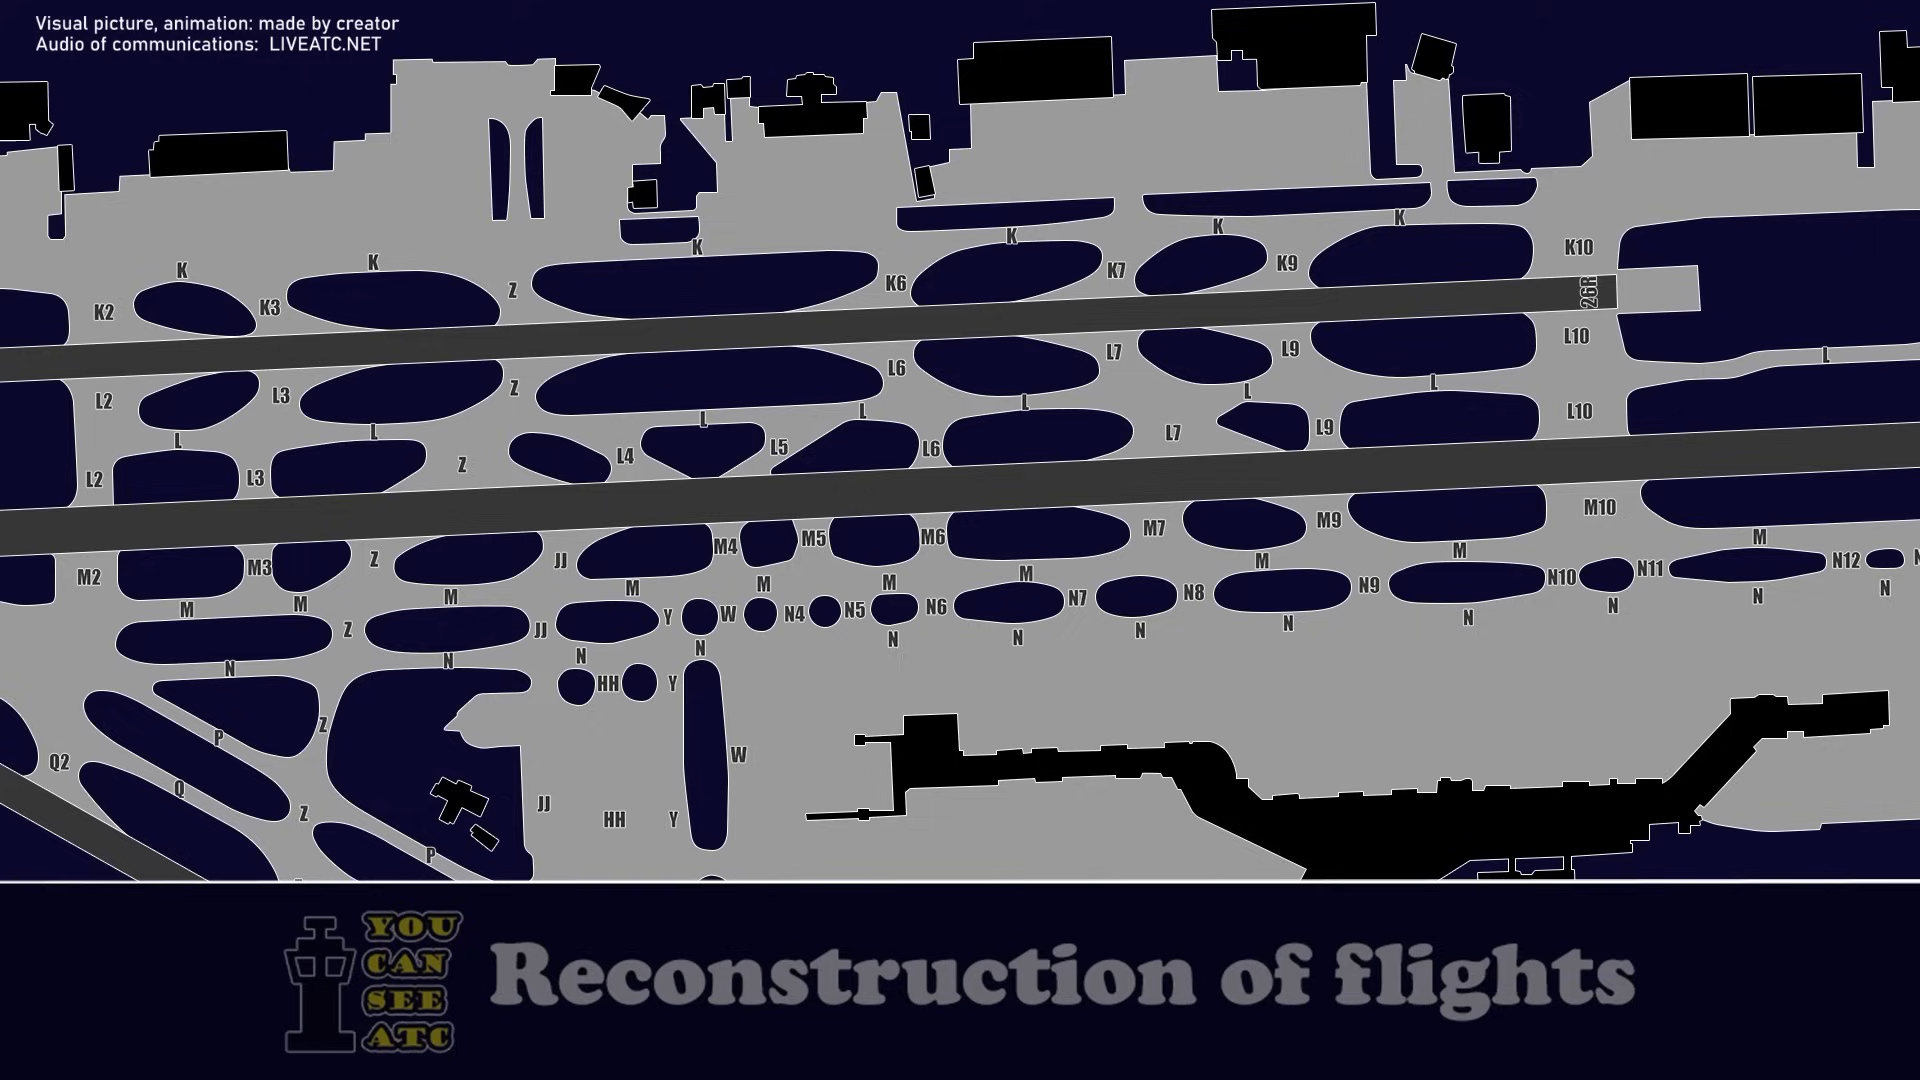 Visual picture, animation: made by creator
Audio of communications: LIVEATC.NET
K K K K K K
K2 K3 Z K6 K7 K9 K10
26R
L2 L3 Z L6 L7 L9 L10 L
L L L L L L L
L2 L3 Z L4 L5 L6 L7 L9 L10
M2 M3 Z JJ M4 M5 M6 M7 M9 M10
M M M M M M M M M M
N10 N11 N12 N
Z JJ Y W N4 N5 N6 N7 N8 N9
N N N N N N N N N N N N
HH Y
P Z
Q2 Q W
Z JJ HH Y
P
YOU
CAN
SEE
ATC
Reconstruction of flights